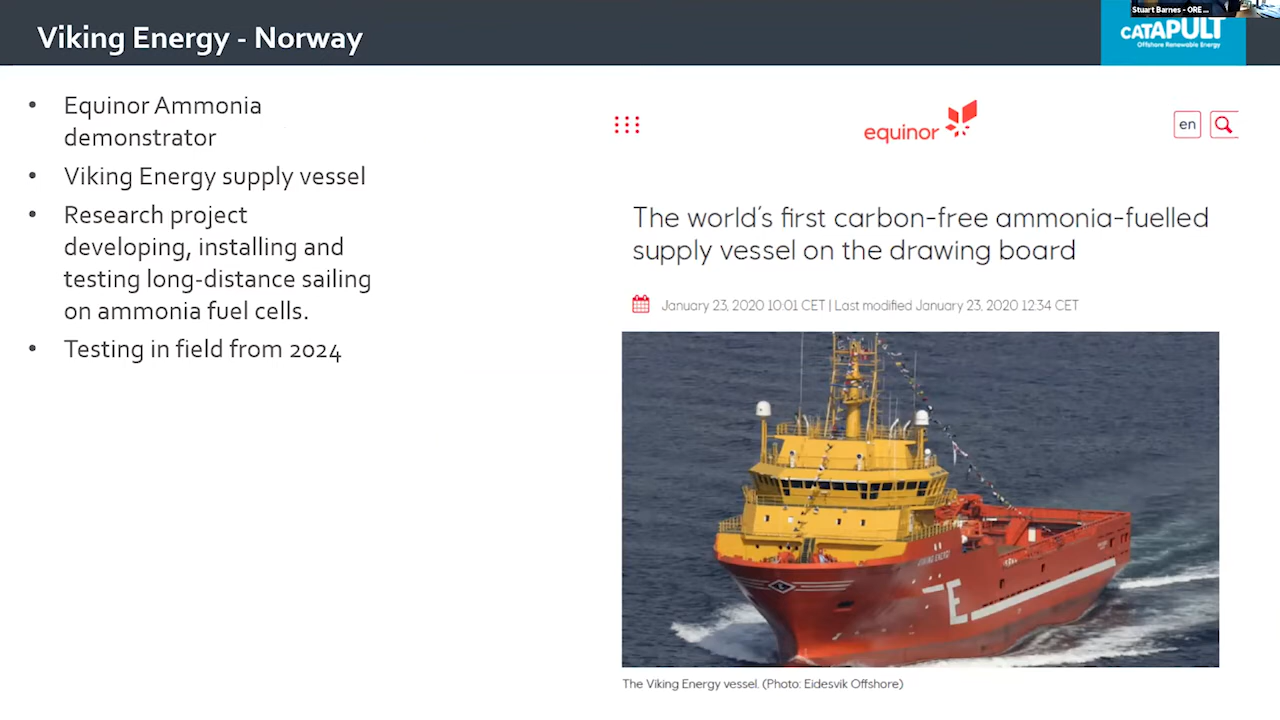 Stuart Barnes - ORE ...
Viking Energy - Norway
CATAPULT
Offshore Renewable Energy
• Equinor Ammonia
demonstrator
• Viking Energy supply vessel
• Research project
developing, installing and
testing long-distance sailing
on ammonia fuel cells.
• Testing in field from 2024
equinor
en
The world's first carbon-free ammonia-fuelled
supply vessel on the drawing board
January 23, 2020 10:01 CET | Last modified January 23, 2020 12:34 CET
VIKING ENERGY
E
The Viking Energy vessel. (Photo: Eidesvik Offshore)